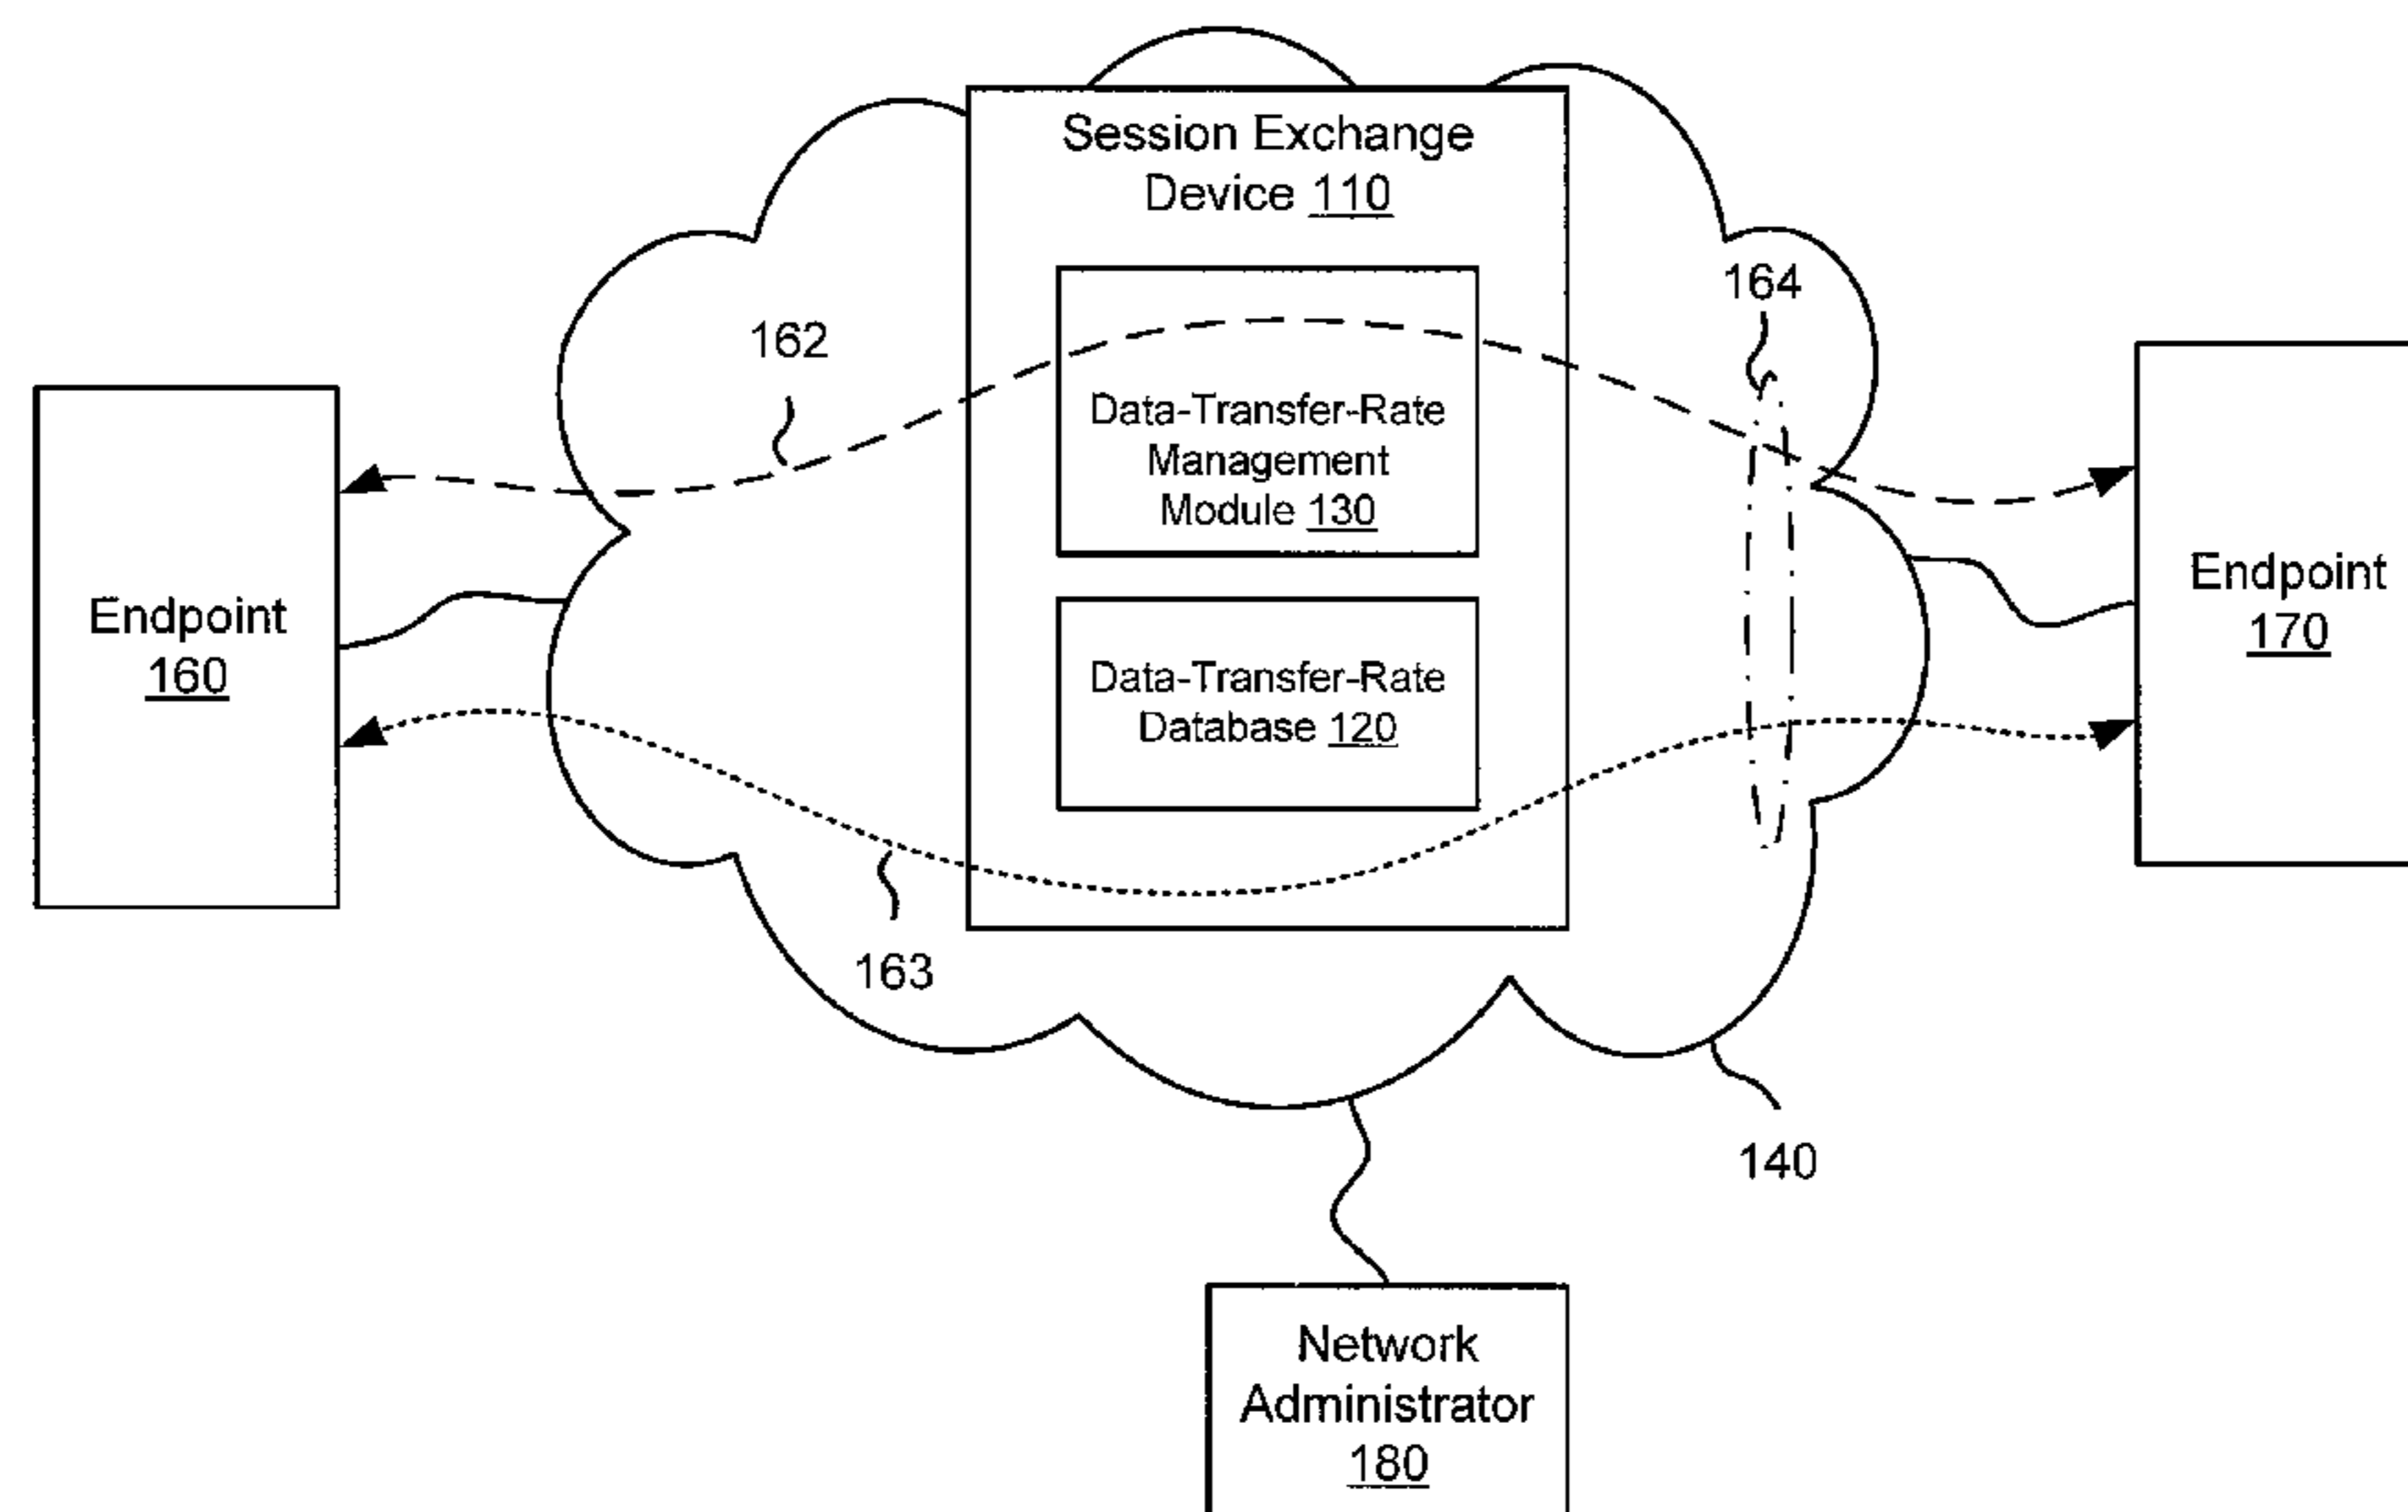 Session Exchange
Device 110
164
162
Data-Transfer-Rate
Management
Module 130
Endpoint
160
Endpoint
170
Data-Transfer-Rate
Database 120
163
140
Network
Administrator
180